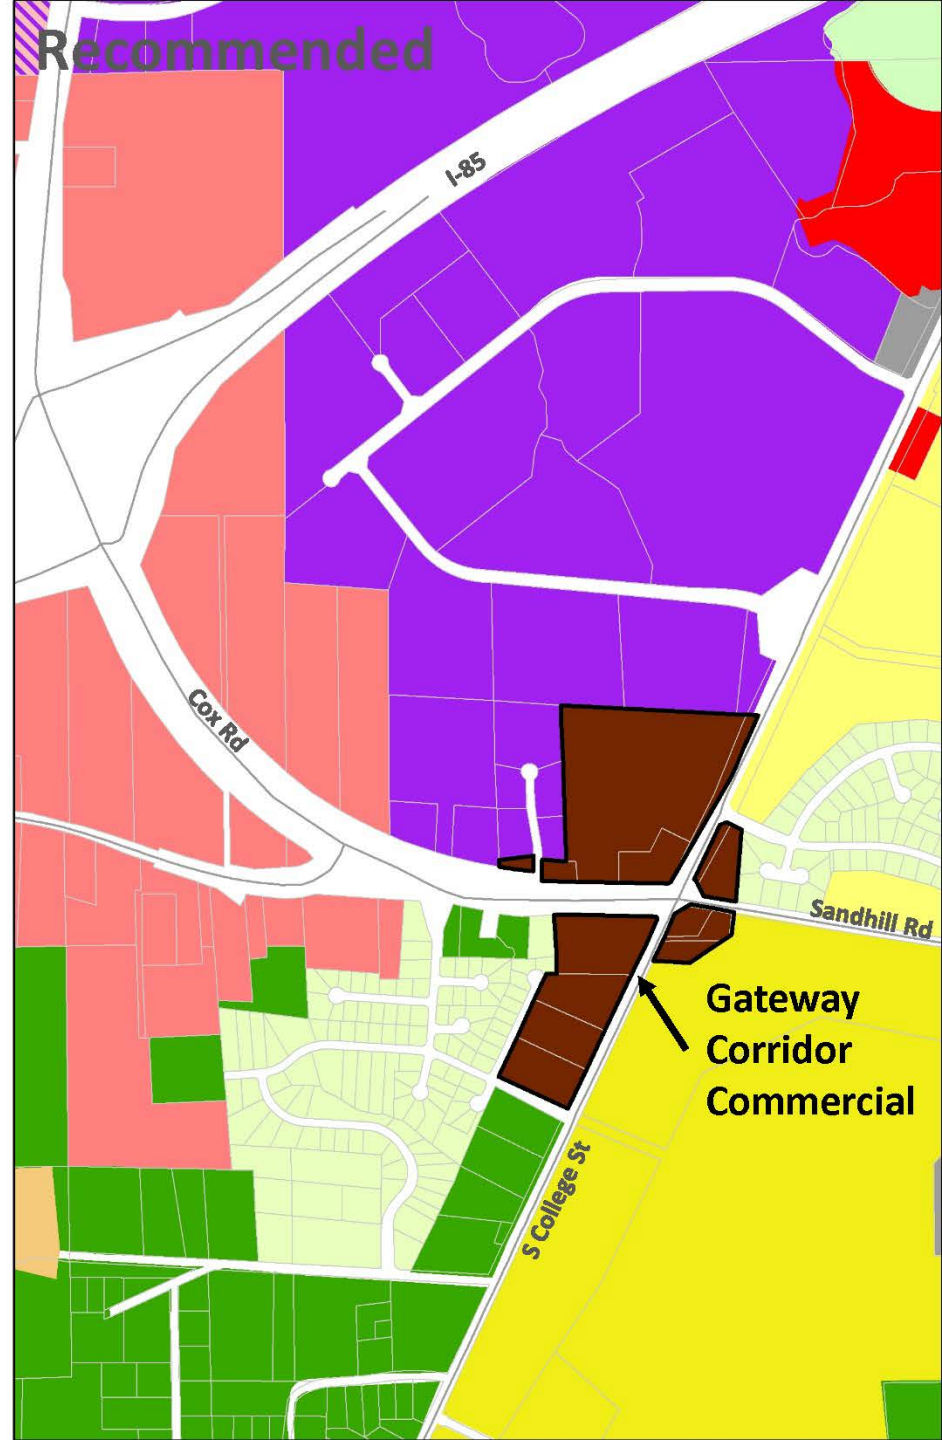 Recommended
I-85
Cox Rd
Sandhill Rd
Gateway
Corridor
Commercial
S College St